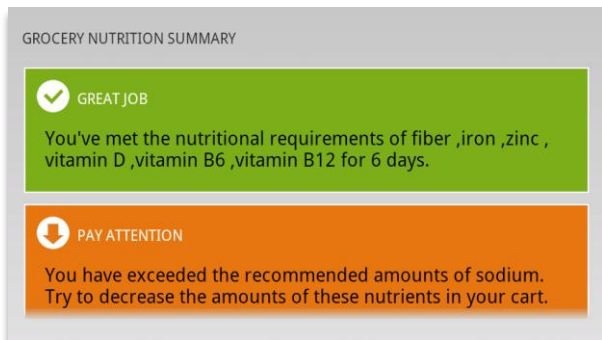 GROCERY NUTRITION SUMMARY
GREAT JOB
You've met the nutritional requirements of fiber ,iron ,zinc ,
vitamin D ,vitamin B6 ,vitamin B12 for 6 days.
PAY ATTENTION
You have exceeded the recommended amounts of sodium.
Try to decrease the amounts of these nutrients in your cart.